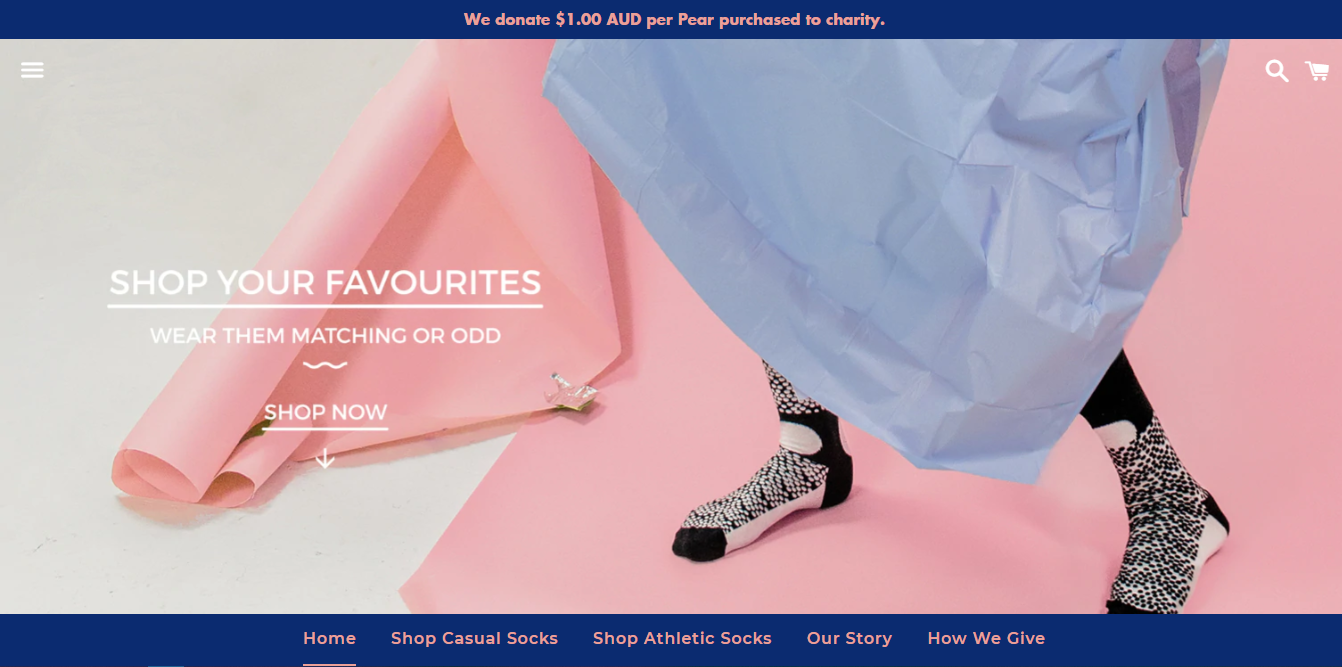 We donate $1.00 AUD per Pear purchased to charity.
SHOP YOUR FAVOURITES
WEAR THEM MATCHING OR ODD
SHOP NOW
Home Shop Casual Socks Shop Athletic Socks Our Story How We Give